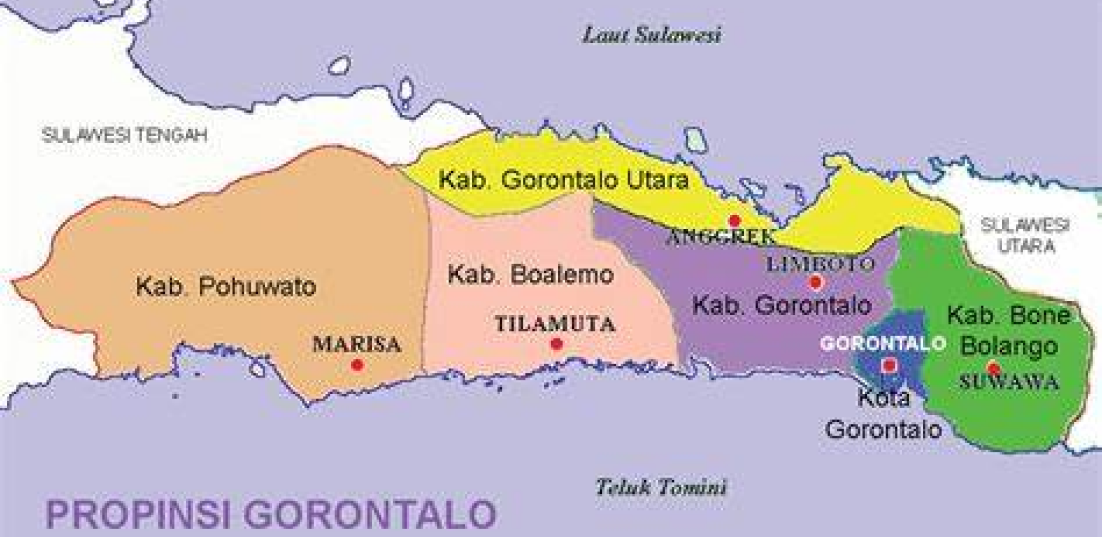 Laut Sulawesi
SULAWESI TENGAH
Kab. Gorontalo Utara
ANGGREK
SULAWESI
UTARA
LIMBOTO
Kab. Pohuwato
Kab. Boalemo
Kab. Gorontalo
Kab. Bone
Bolango
TILAMUTA
MARISA
GORONTALO
SUWAWA
Kota
Gorontalo
Teluk Tomini
PROPINSI GORONTALO